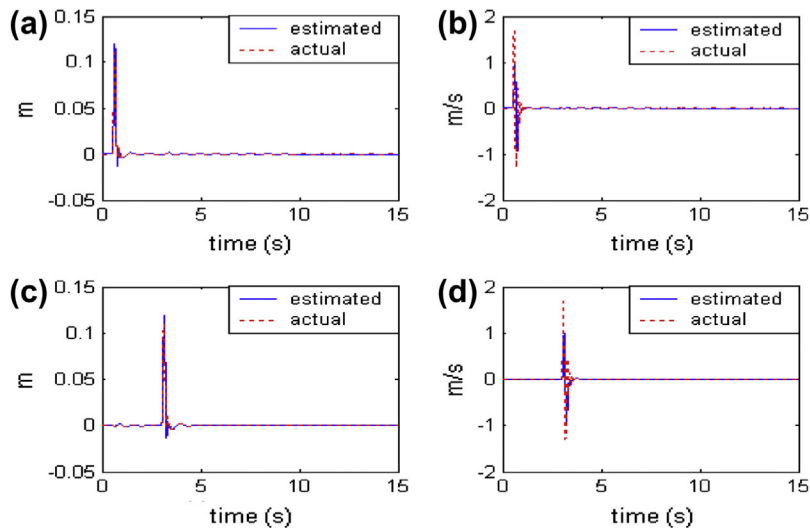 (a)
0.15
0.1
0.05
0
-0.05
m
estimated
actual
0 5 10 15
time (s)
(b)
2
1
0
-1
-2
m/s
estimated
actual
0 5 10 15
time (s)
(c)
0.15
0.1
0.05
0
-0.05
m
estimated
actual
0 5 10 15
time (s)
(d)
2
1
0
-1
-2
m/s
estimated
actual
0 5 10 15
time (s)